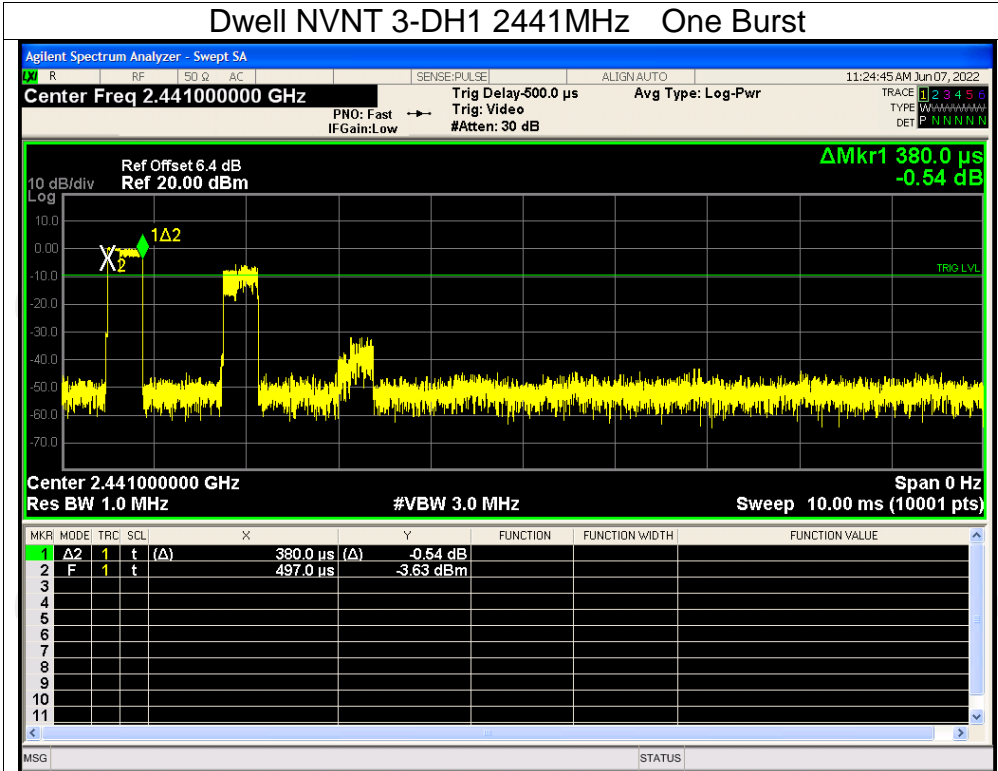 Dwell NVNT 3-DH1 2441MHz One Burst
Agilent Spectrum Analyzer - Swept SA
LXI R RF 50 Ω AC SENSE:PULSE ALIGN AUTO 11:24:45 AM Jun 07, 2022
Center Freq 2.441000000 GHz
PNO: Fast
IFGain:Low
Trig Delay-500.0 µs
Trig: Video
#Atten: 30 dB
Avg Type: Log-Pwr
TRACE 1 2 3 4 5 6
TYPE WWWWWW
DET P N N N N N
ΔMkr1 380.0 µs
-0.54 dB
Ref Offset 6.4 dB
10 dB/div Ref 20.00 dBm
Log
10.0
0.00
-10.0
-20.0
-30.0
-40.0
-50.0
-60.0
-70.0
1Δ2
2
TRIG LVL
Center 2.441000000 GHz Span 0 Hz
Res BW 1.0 MHz #VBW 3.0 MHz Sweep 10.00 ms (10001 pts)
MKR MODE TRC SCL X Y FUNCTION FUNCTION WIDTH FUNCTION VALUE
1 Δ2 1 t (Δ) 380.0 µs (Δ) -0.54 dB
2 F 1 t 497.0 µs -3.63 dBm
3
4
5
6
7
8
9
10
11
MSG STATUS